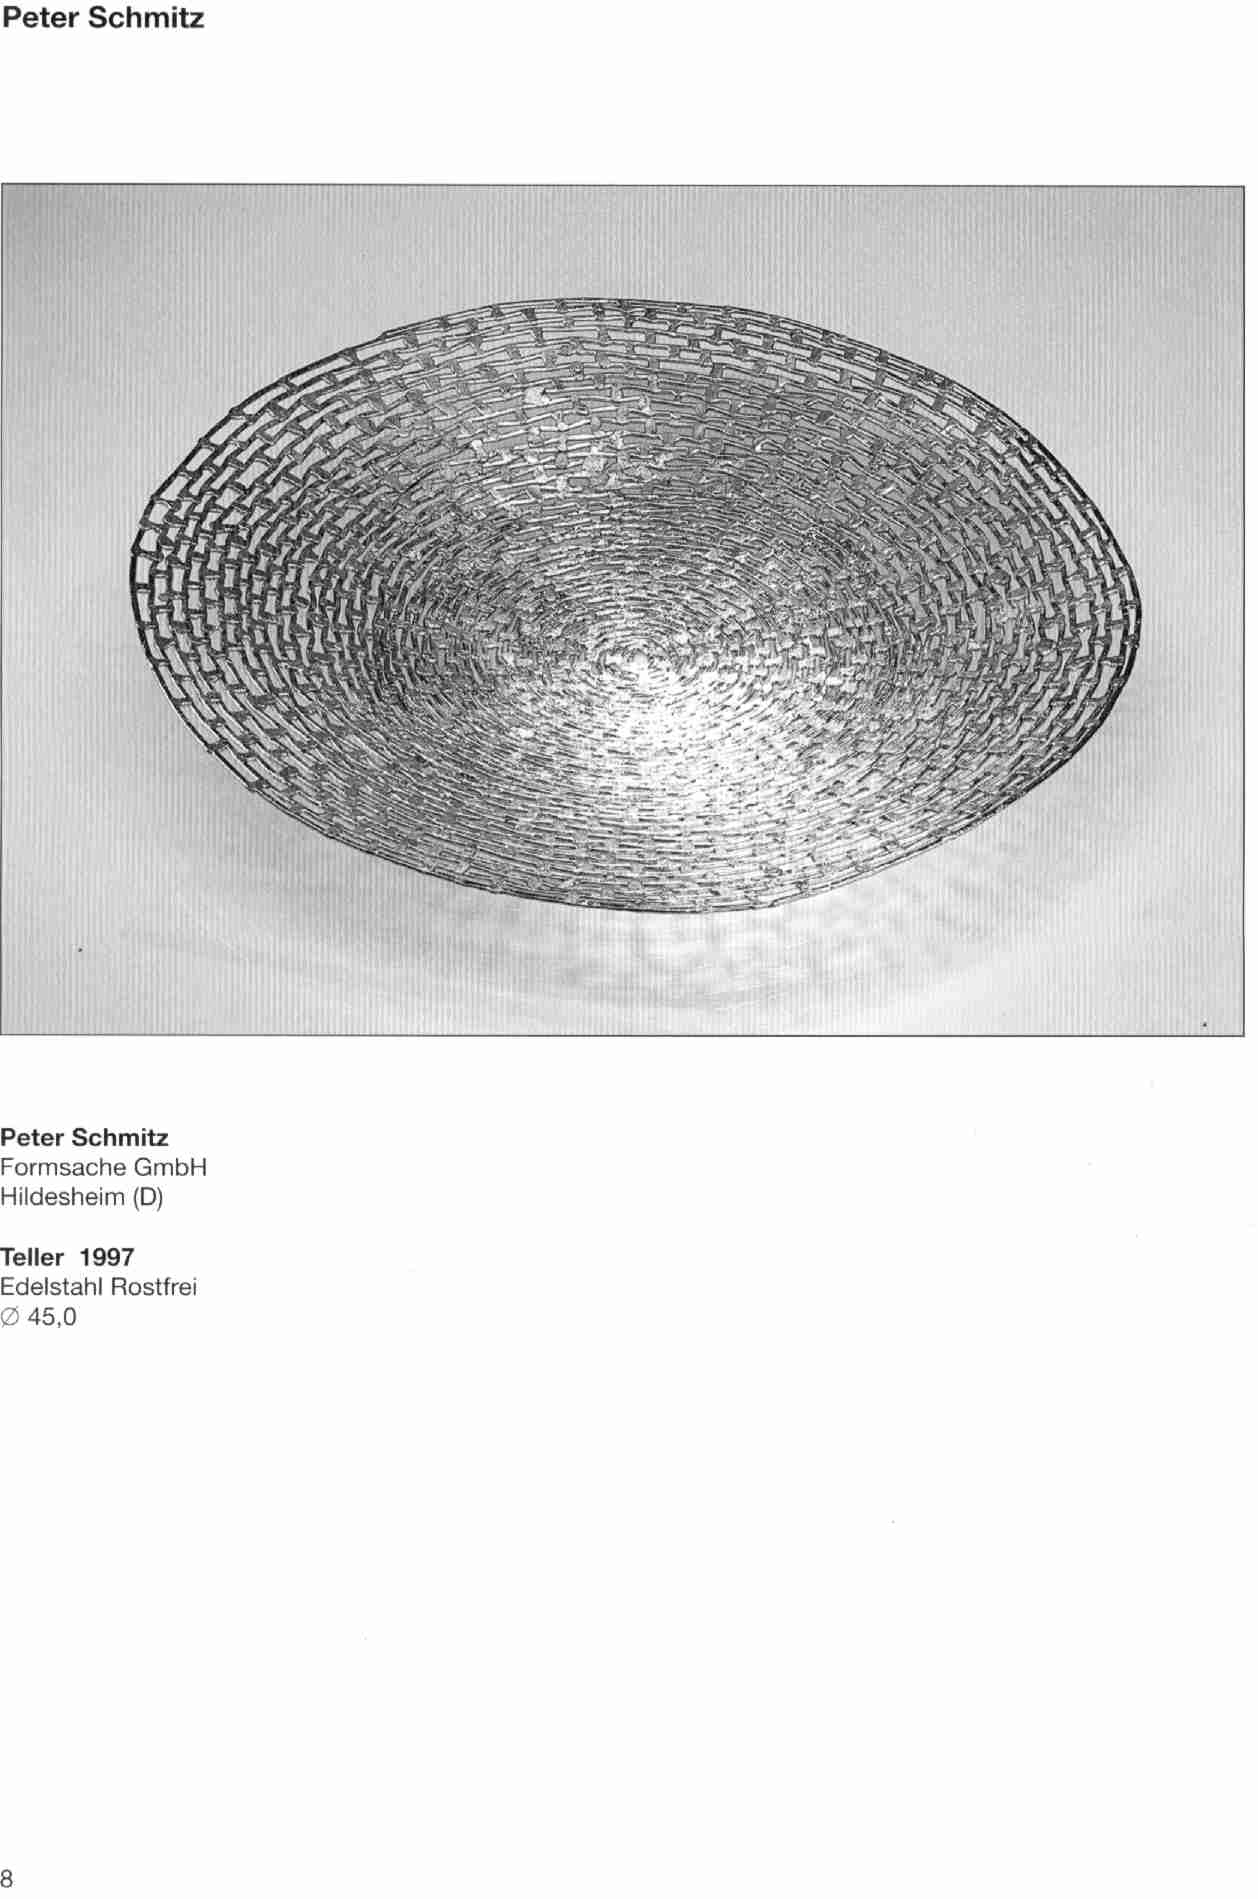 Peter Schmitz
Peter Schmitz
Formsache GmbH
Hildesheim (D)
Teller 1997
Edelstahl Rostfrei
∅ 45,0
8